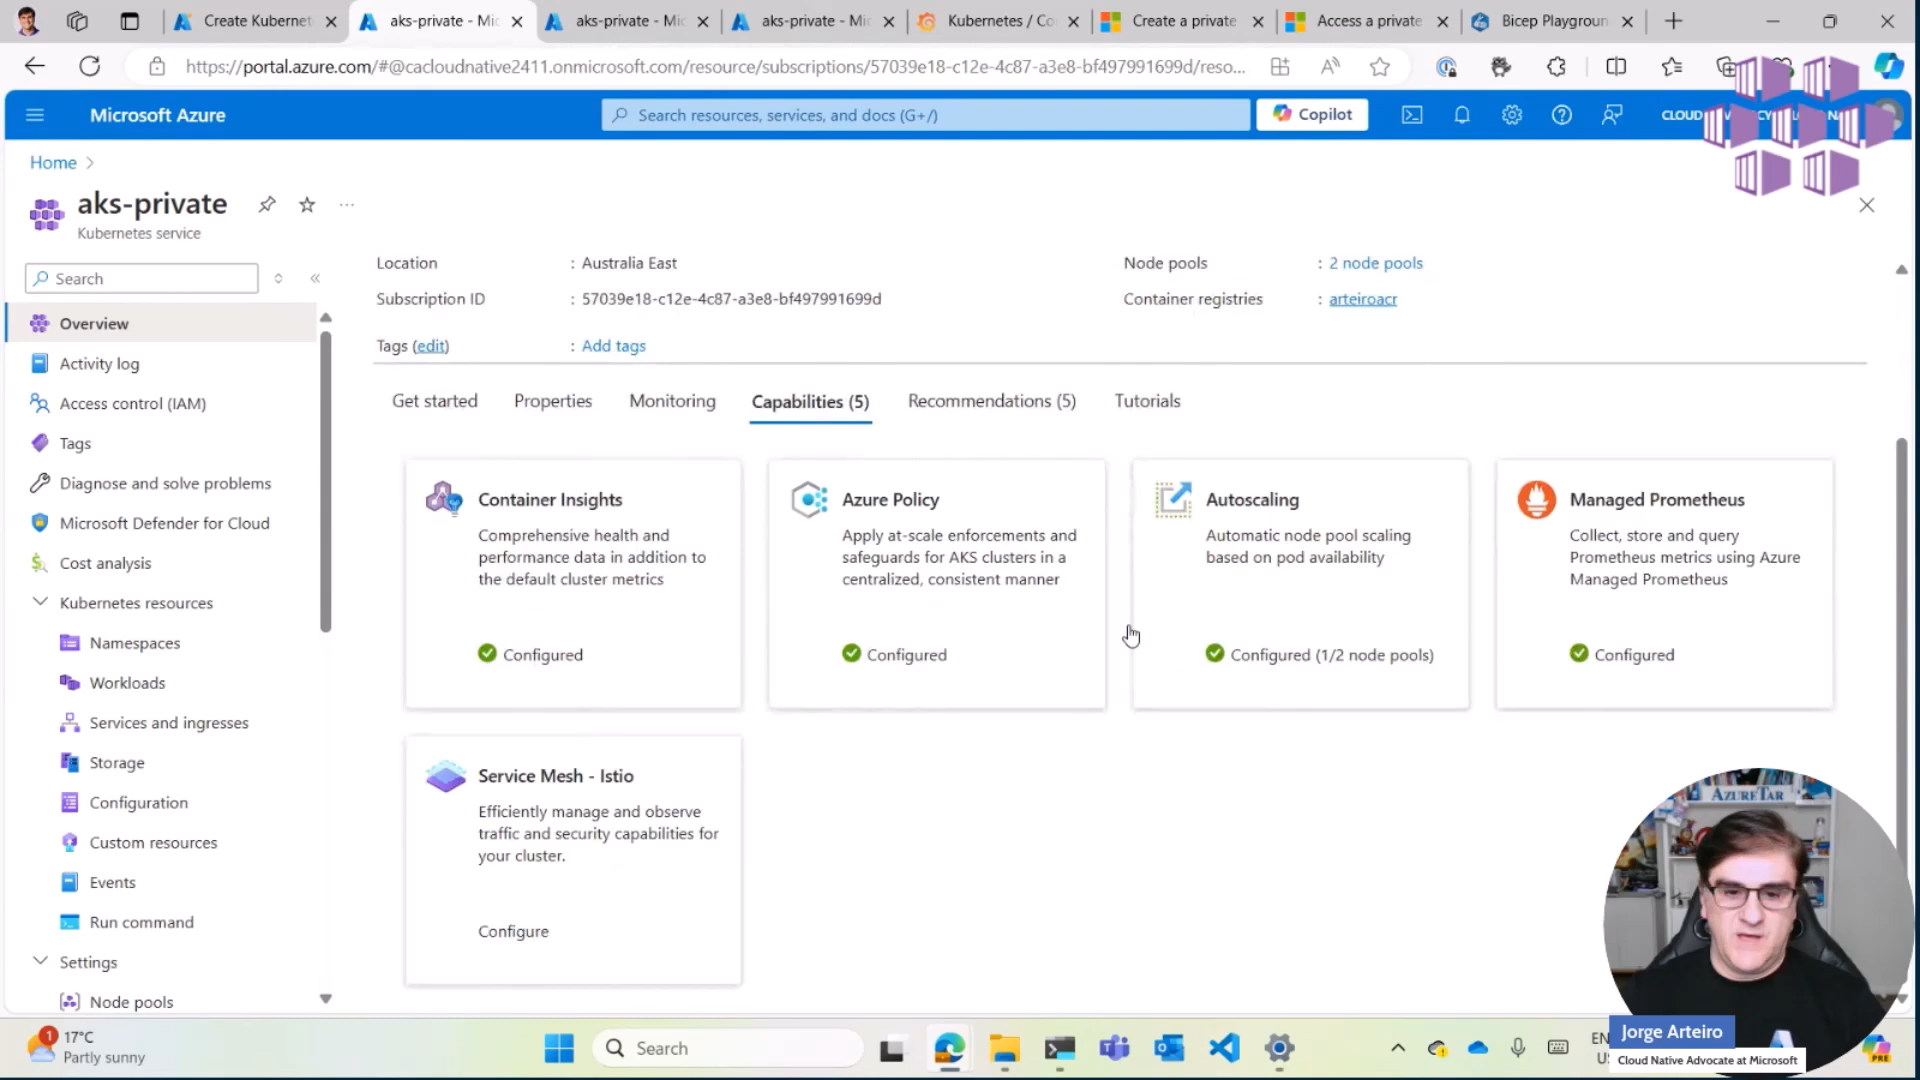 Create Kubernet
aks-private - Mic
aks-private - Mic
aks-private - Mic
Kubernetes / Co
Create a private
Access a private
Bicep Playgroun
https://portal.azure.com/#@cacloudnative2411.onmicrosoft.com/resource/subscriptions/57039e18-c12e-4c87-a3e8-bf497991699d/reso...
Microsoft Azure
Search resources, services, and docs (G+/)
Copilot
CLOUD
Home
aks-private
Kubernetes service
Search
Overview
Activity log
Access control (IAM)
Tags
Diagnose and solve problems
Microsoft Defender for Cloud
Cost analysis
Kubernetes resources
Namespaces
Workloads
Services and ingresses
Storage
Configuration
Custom resources
Events
Run command
Settings
Node pools
Location : Australia East
Node pools : 2 node pools
Subscription ID : 57039e18-c12e-4c87-a3e8-bf497991699d
Container registries : arteiroacr
Tags (edit) : Add tags
Get started Properties Monitoring Capabilities (5) Recommendations (5) Tutorials
Container Insights
Comprehensive health and
performance data in addition to
the default cluster metrics
Configured
Azure Policy
Apply at-scale enforcements and
safeguards for AKS clusters in a
centralized, consistent manner
Configured
Autoscaling
Automatic node pool scaling
based on pod availability
Configured (1/2 node pools)
Managed Prometheus
Collect, store and query
Prometheus metrics using Azure
Managed Prometheus
Configured
Service Mesh - Istio
Efficiently manage and observe
traffic and security capabilities for
your cluster.
Configure
AZURETAR
Jorge Arteiro
Cloud Native Advocate at Microsoft
1
17°C
Partly sunny
Search
PRE